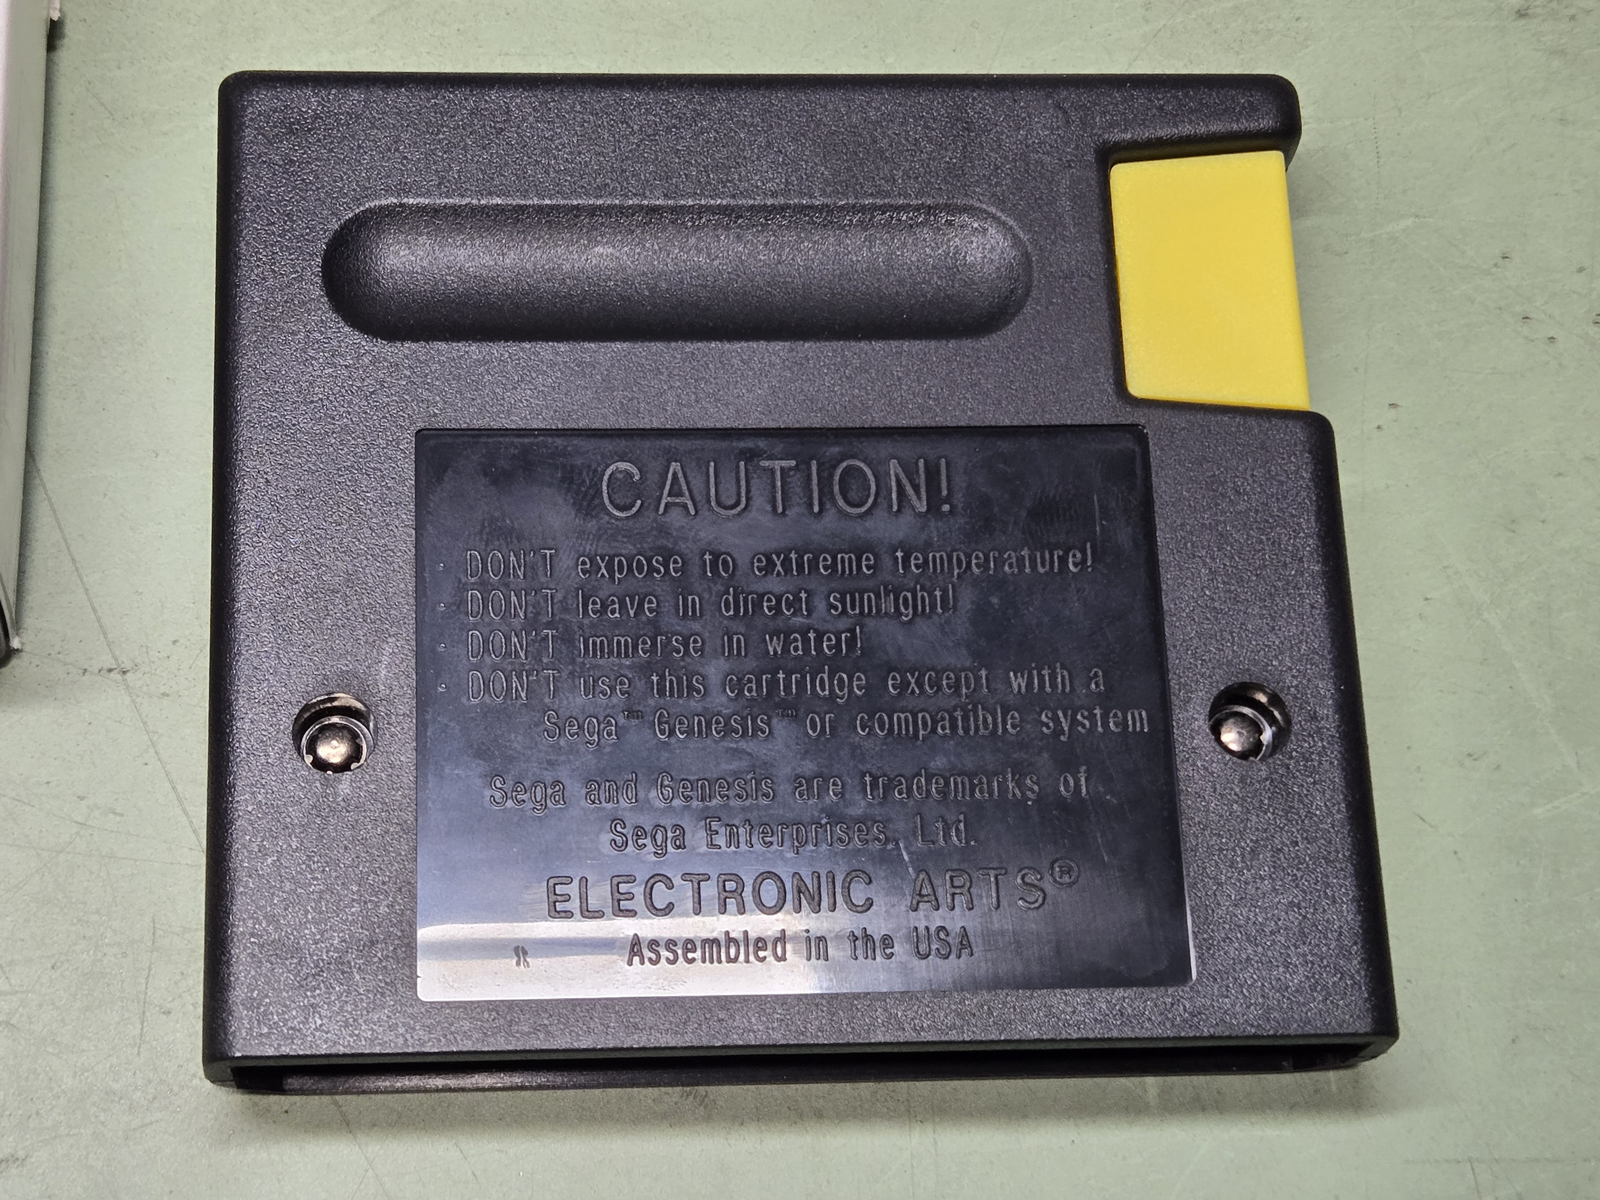 CAUTION!
· DON'T expose to extreme temperature!
· DON'T leave in direct sunlight!
· DON'T immerse in water!
· DON'T use this cartridge except with a
Sega™ Genesis™ or compatible system
Sega and Genesis are trademarks of
Sega Enterprises, Ltd.
ELECTRONIC ARTS®
Assembled in the USA